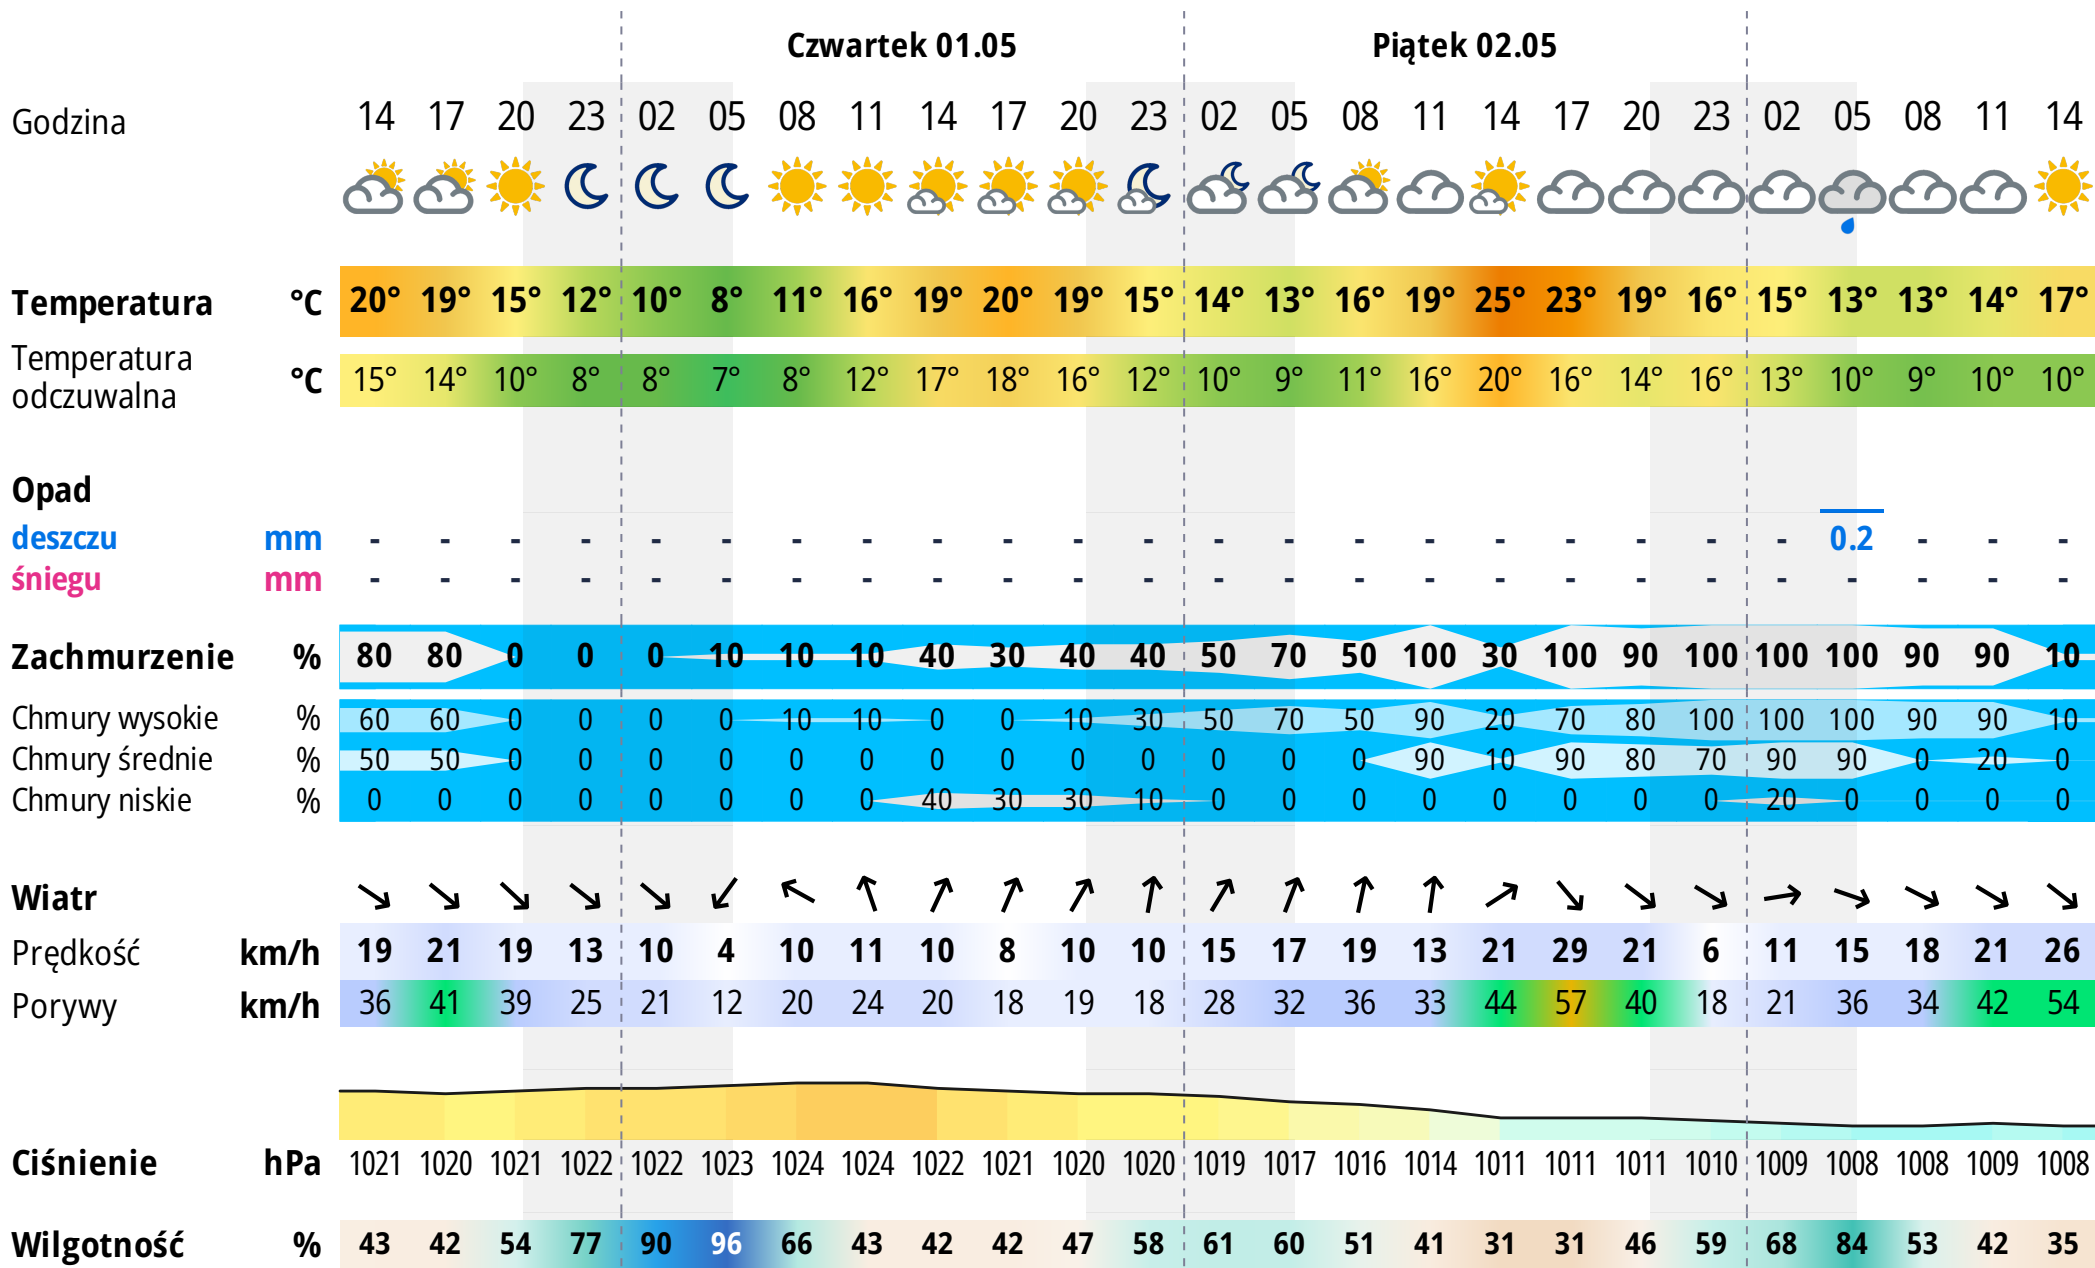 Czwartek 01.05 Piątek 02.05
Godzina 14 17 20 23 02 05 08 11 14 17 20 23 02 05 08 11 14 17 20 23 02 05 08 11 14
Temperatura °C 20° 19° 15° 12° 10° 8° 11° 16° 19° 20° 19° 15° 14° 13° 16° 19° 25° 23° 19° 16° 15° 13° 13° 14° 17°
Temperatura
odczuwalna °C 15° 14° 10° 8° 8° 7° 8° 12° 17° 18° 16° 12° 10° 9° 11° 16° 20° 16° 14° 16° 13° 10° 9° 10° 10°
Opad
deszczu mm - - - - - - - - - - - - - - - - - - - - - 0.2 - - -
śniegu mm - - - - - - - - - - - - - - - - - - - - - - - - -
Zachmurzenie % 80 80 0 0 0 10 10 10 40 30 40 40 50 70 50 100 30 100 90 100 100 100 90 90 10
Chmury wysokie % 60 60 0 0 0 0 10 10 0 0 10 30 50 70 50 90 20 70 80 100 100 100 90 90 10
Chmury średnie % 50 50 0 0 0 0 0 0 0 0 0 0 0 0 0 90 10 90 80 70 90 90 0 20 0
Chmury niskie % 0 0 0 0 0 0 0 0 40 30 30 10 0 0 0 0 0 0 0 0 20 0 0 0 0
Wiatr
Prędkość km/h 19 21 19 13 10 4 10 11 10 8 10 10 15 17 19 13 21 29 21 6 11 15 18 21 26
Porywy km/h 36 41 39 25 21 12 20 24 20 18 19 18 28 32 36 33 44 57 40 18 21 36 34 42 54
Ciśnienie hPa 1021 1020 1021 1022 1022 1023 1024 1024 1022 1021 1020 1020 1019 1017 1016 1014 1011 1011 1011 1010 1009 1008 1008 1009 1008
Wilgotność % 43 42 54 77 90 96 66 43 42 42 47 58 61 60 51 41 31 31 46 59 68 84 53 42 35